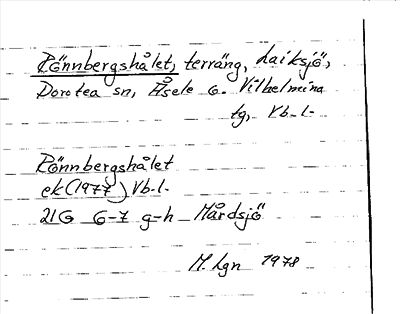 Rönnbergshålet, terräng, Laiksjö,
Dorotea sn, Åsele o. Vilhelmina
tg, Vb. l.
Rönnbergshålet
ek (1977) Vb. l.
21G 6-7 g-h Mårdsjö
M. Lgn 1978